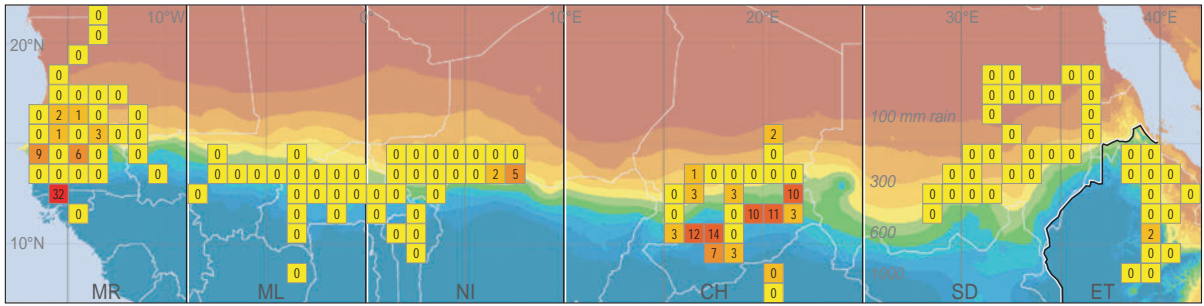 0 10°W 0° 10°E 20°E 30°E 40°E
0
20°N
0
0 0 0 0 0
0 0 0 0 0 0 0 0 0
0 2 1 0 0 100 mm rain 0 0
0 1 0 3 0 0 2 0 0
9 0 6 0 0 0 0 0 0 0 0 0 0 0 0 0 0 0 0 0 0 0
0 0 0 0 0 0 0 0 0 0 0 0 0 0 0 0 0 0 2 5 1 0 0 0 0 300 0 0 0 0 0
32 0 0 0 0 0 0 0 0 0 3 3 10 0 0 0 0 0 0 0
0 0 0 0 0 0 0 10 11 3 0 0 0
0 0 0 3 12 14 0 600 2
0 7 3 0 0
0 0 1000 0 0
MR ML NI CH 0 SD ET